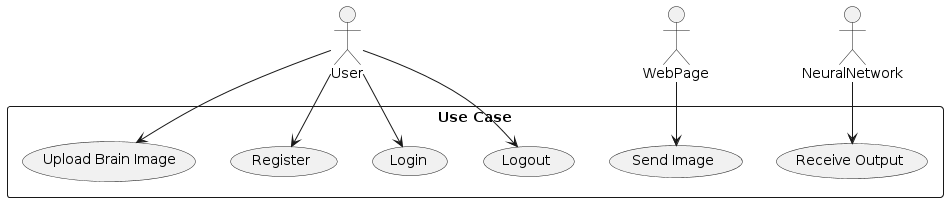 User
WebPage
NeuralNetwork
Use Case
Upload Brain Image
Register
Login
Logout
Send Image
Receive Output